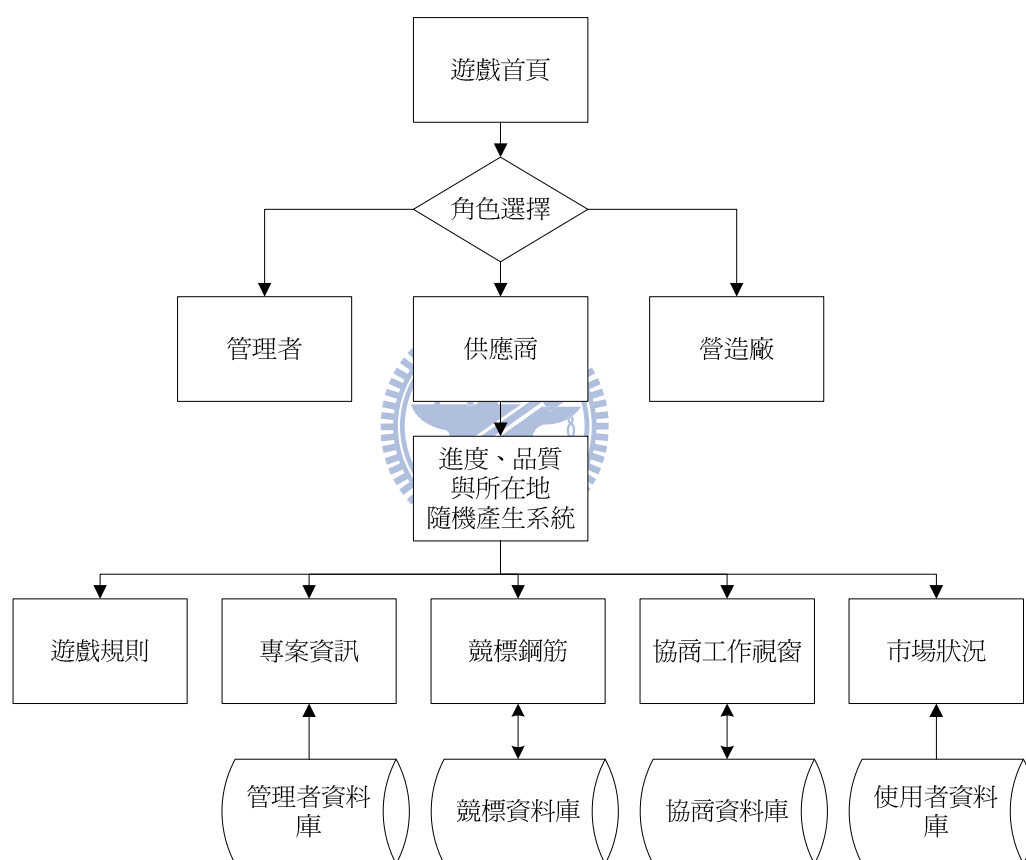 遊戲首頁
角色選擇
管理者
供應商
營造廠
進度、品質
與所在地
隨機產生系統
遊戲規則
專案資訊
競標鋼筋
協商工作視窗
市場狀況
管理者資料
庫
競標資料庫
協商資料庫
使用者資料
庫